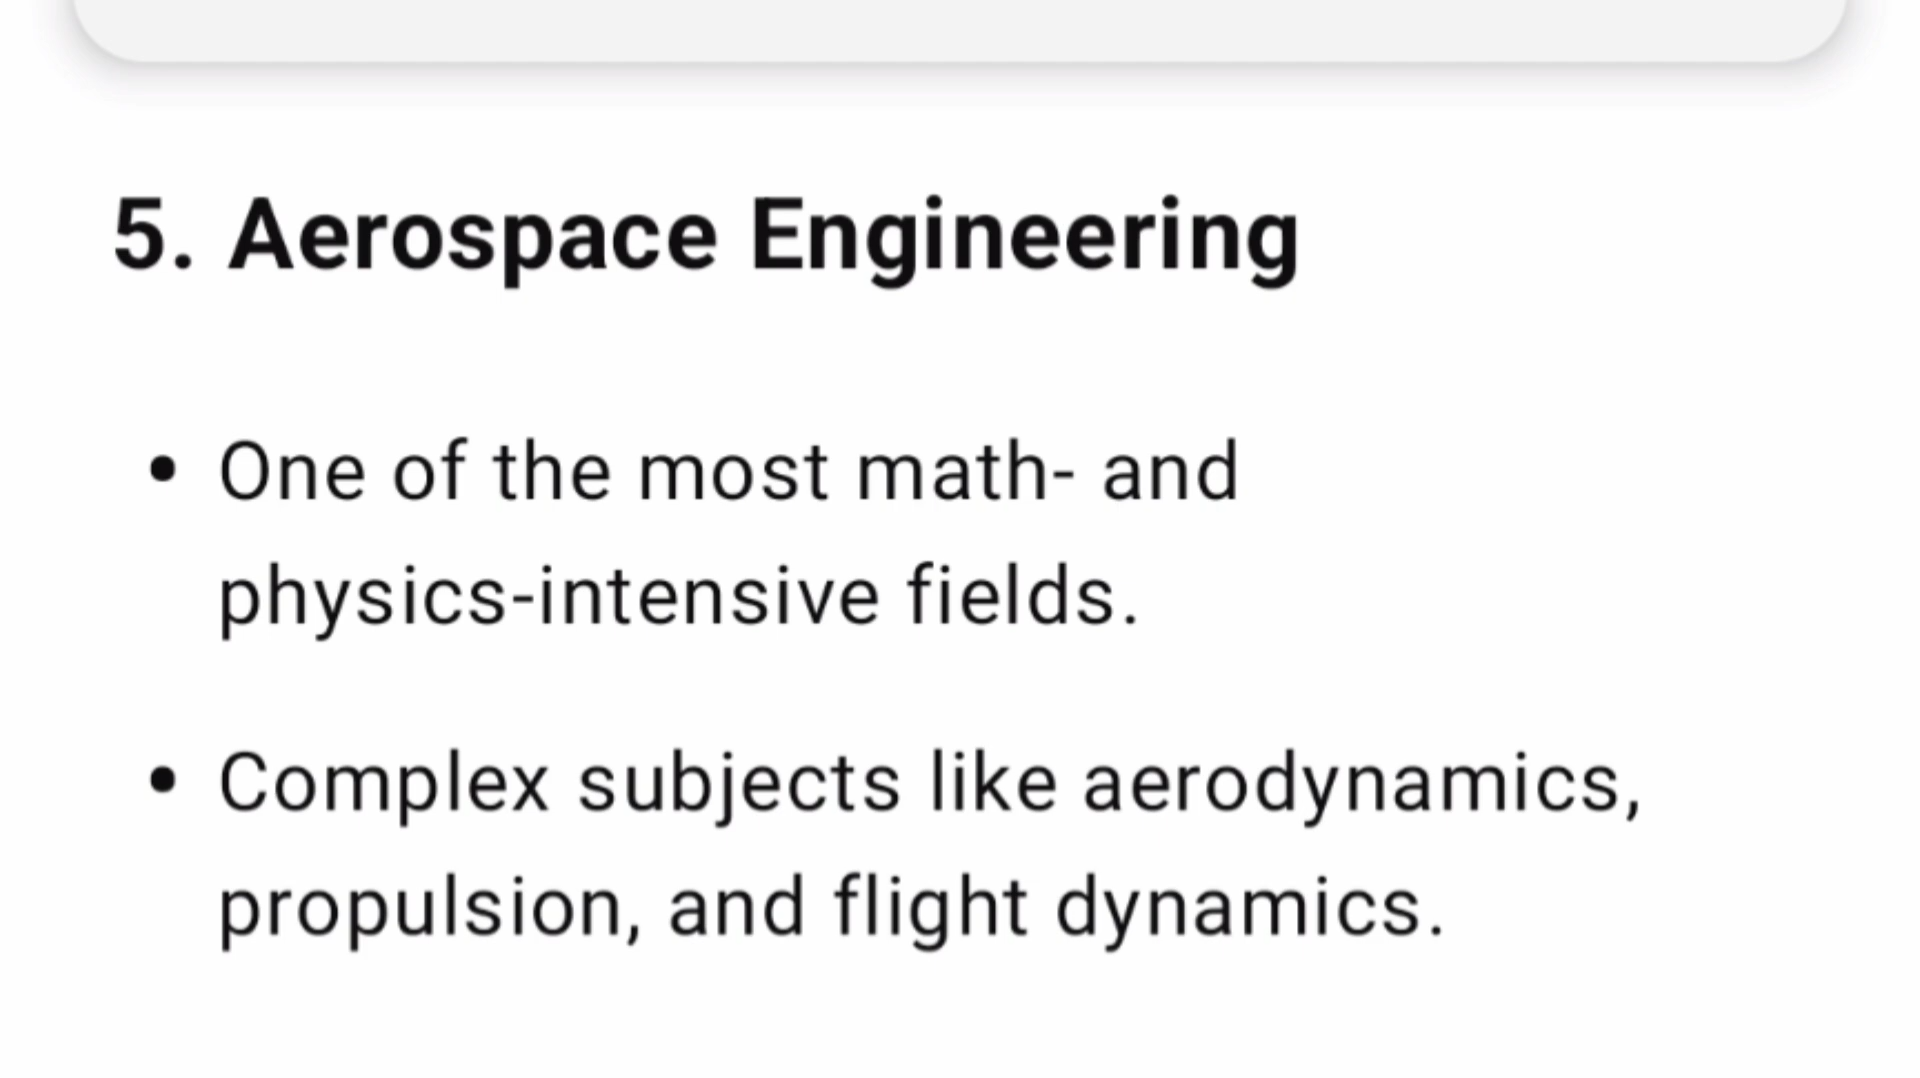 5. Aerospace Engineering
• One of the most math- and
physics-intensive fields.
• Complex subjects like aerodynamics,
propulsion, and flight dynamics.